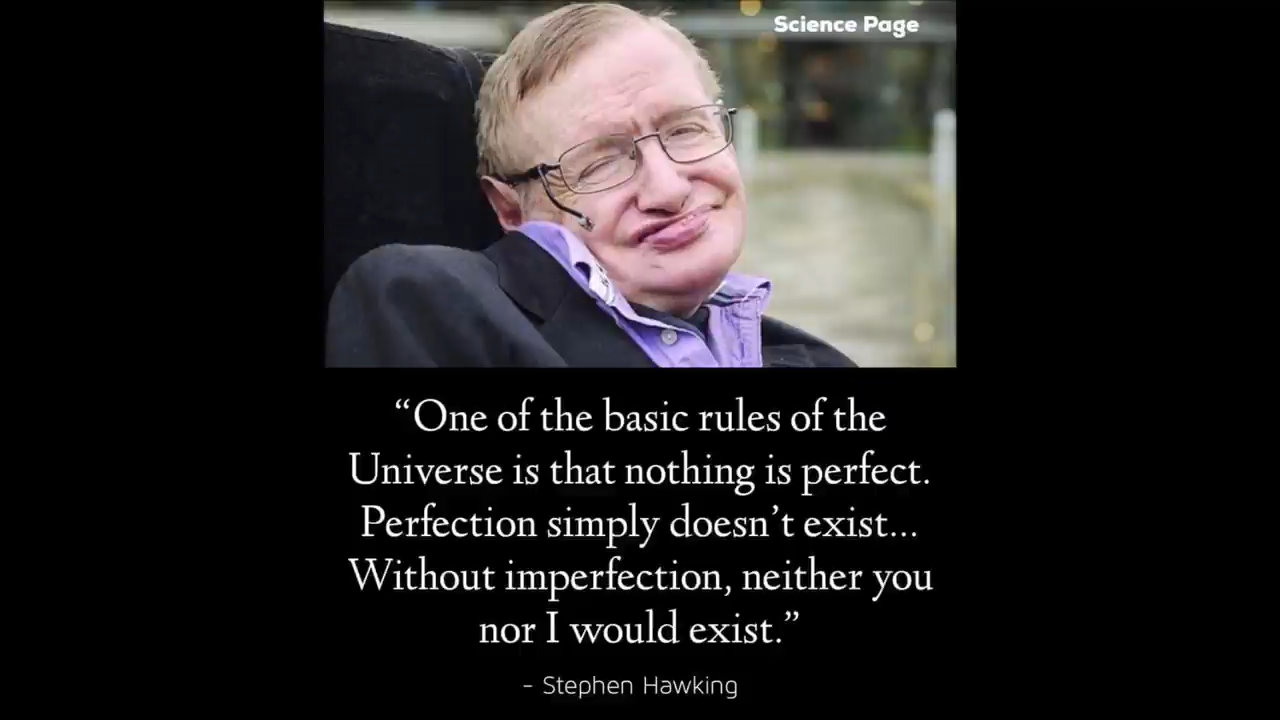 Science Page
“One of the basic rules of the
Universe is that nothing is perfect.
Perfection simply doesn’t exist...
Without imperfection, neither you
nor I would exist.”
- Stephen Hawking